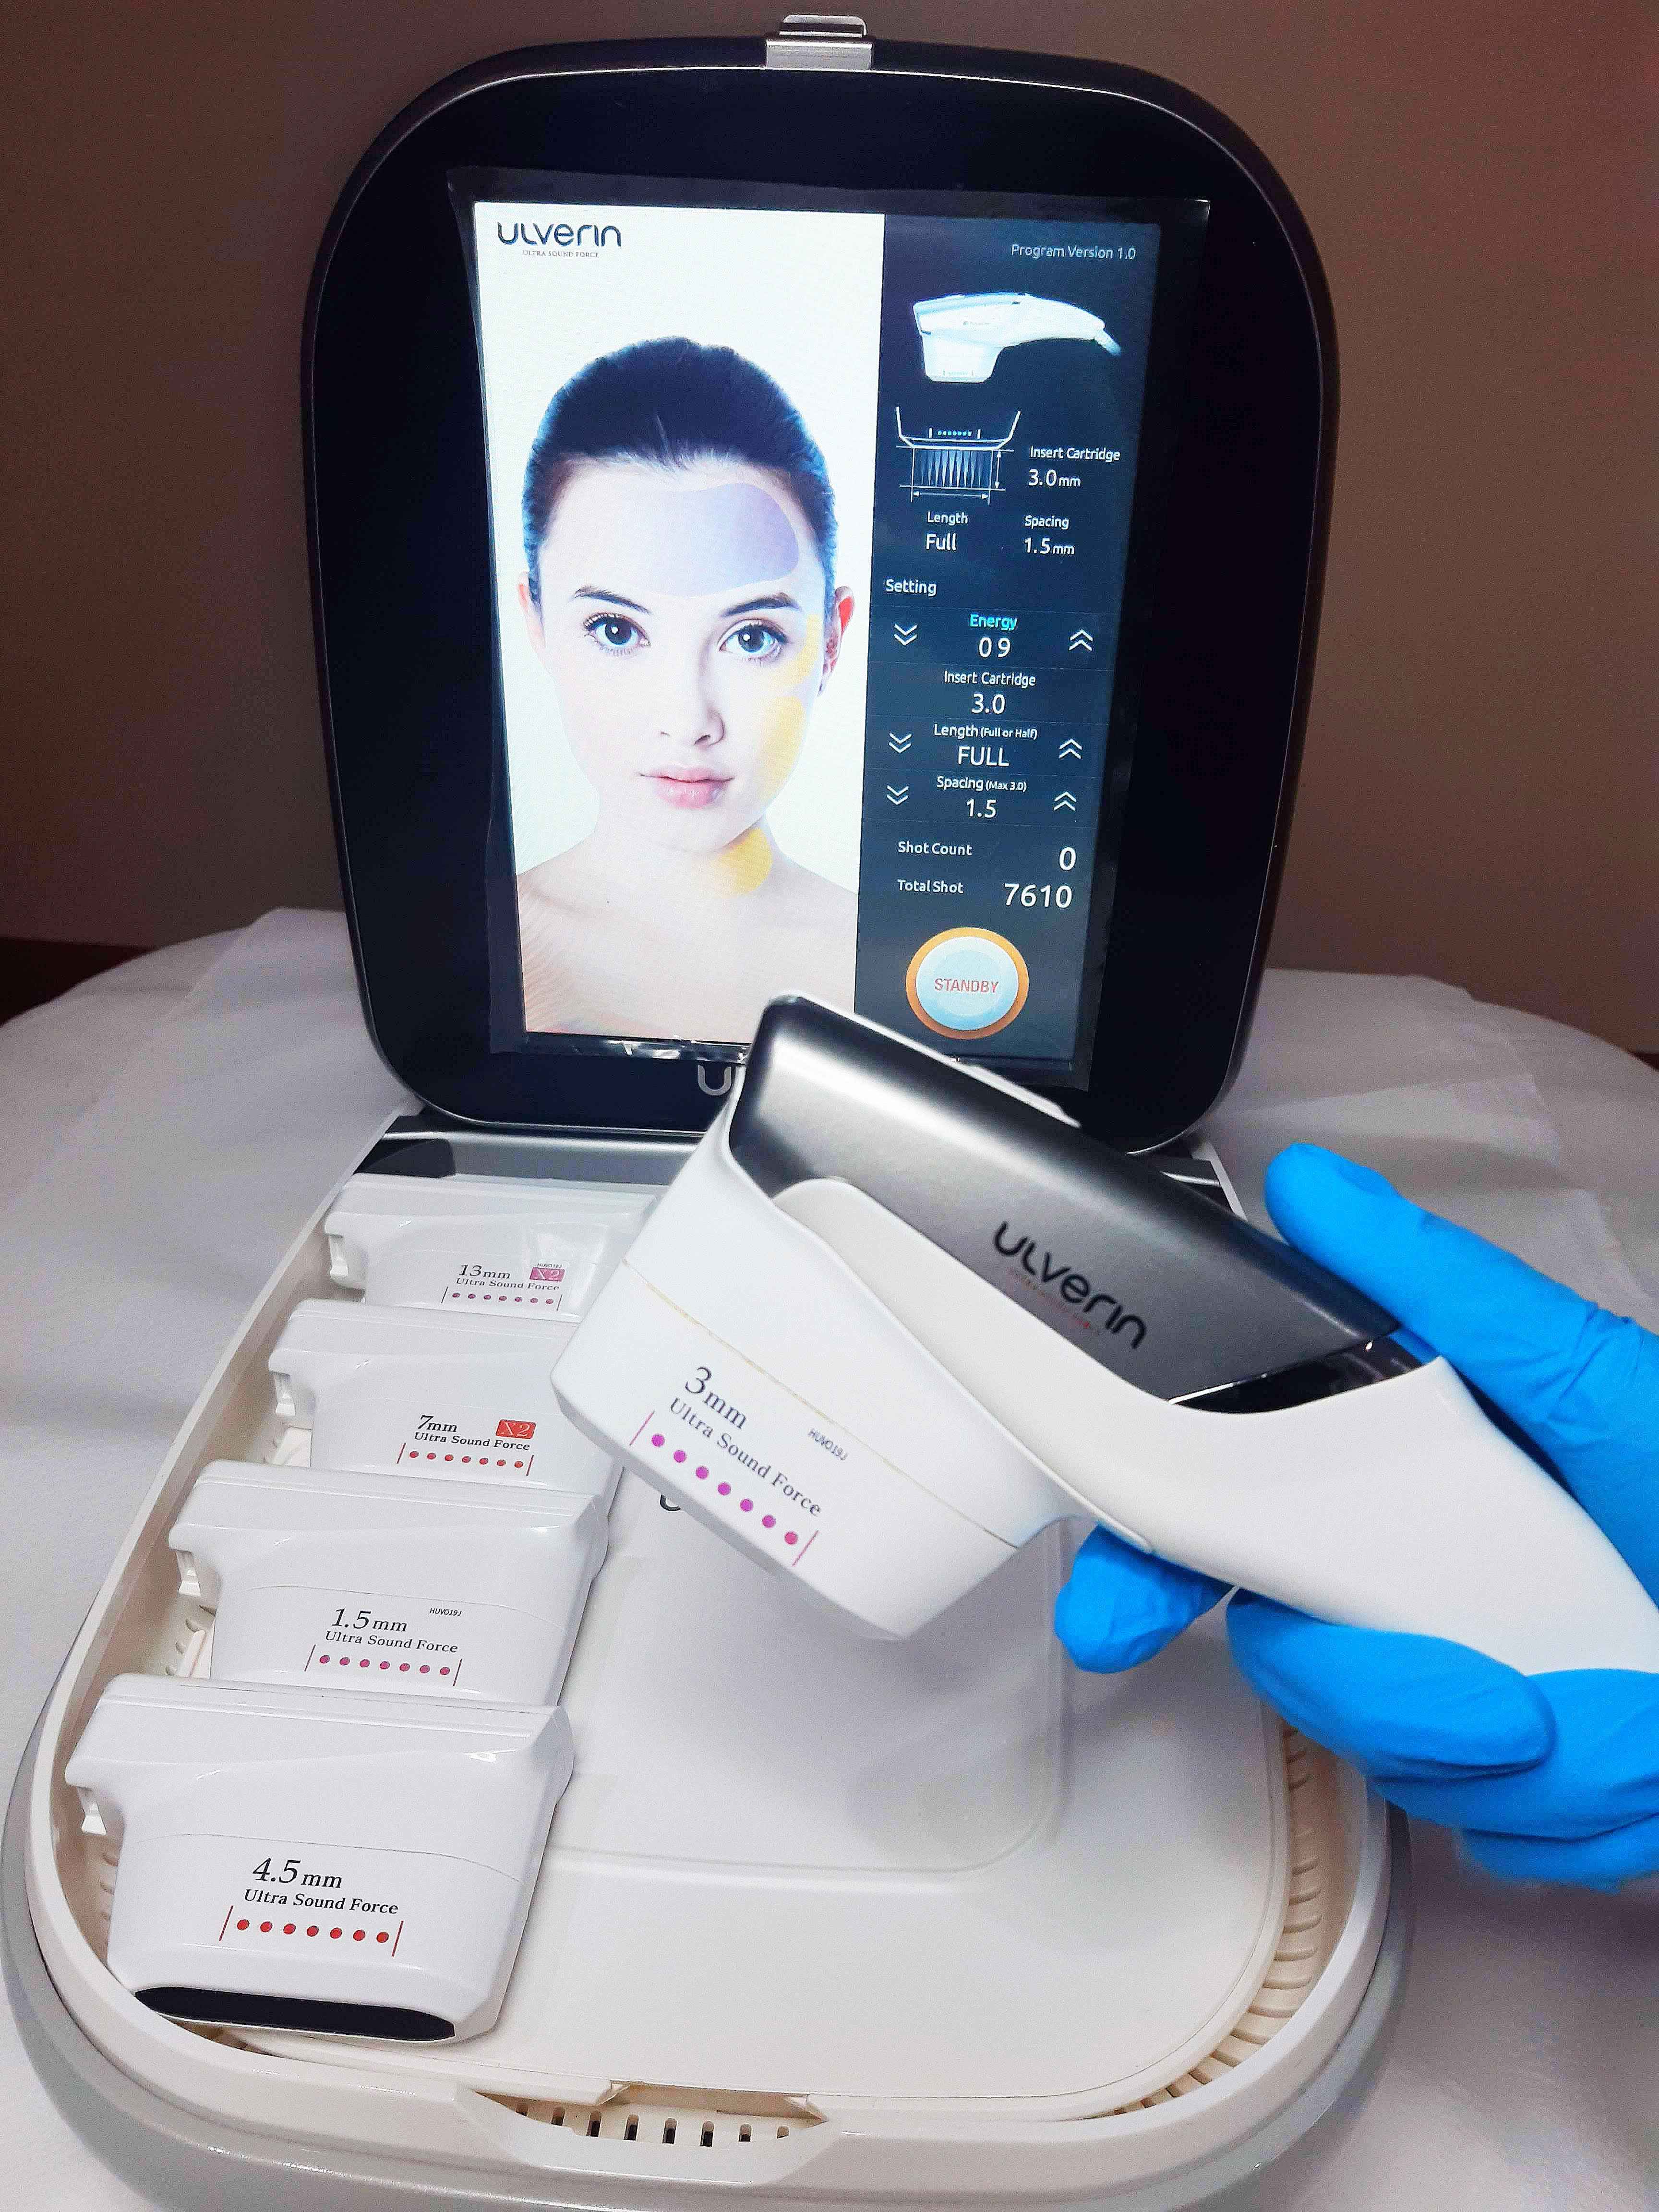 ULVERIN
ULTRA SOUND FORCE
Program Version 1.0
Insert Cartridge
3.0mm
Length
Full
Spacing
1.5mm
Setting
Energy
09
Insert Cartridge
3.0
Length (Full or Half)
FULL
Spacing (Max 3.0)
1.5
Shot Count
0
Total Shot
7610
STANDBY
U
ULVERIN
3mm
HUVO19J
Ultra Sound Force
13mm
HUVO19J
X2
Ultra Sound Force
7mm
X2
Ultra Sound Force
1.5mm
HUVO19J
Ultra Sound Force
4.5mm
Ultra Sound Force